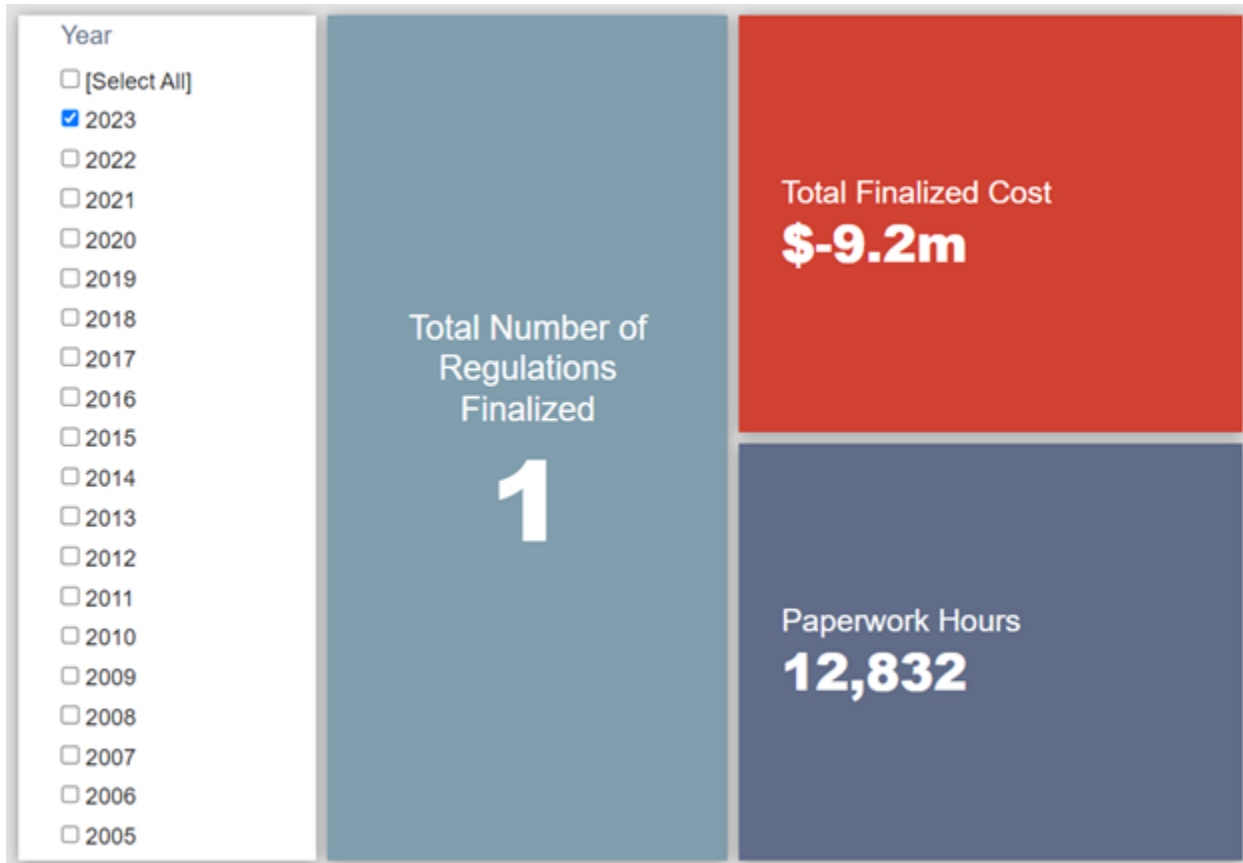 Year
[Select All]
2023
2022
2021
2020
2019
2018
2017
2016
2015
2014
2013
2012
2011
2010
2009
2008
2007
2006
2005
Total Number of
Regulations
Finalized
1
Total Finalized Cost
$-9.2m
Paperwork Hours
12,832